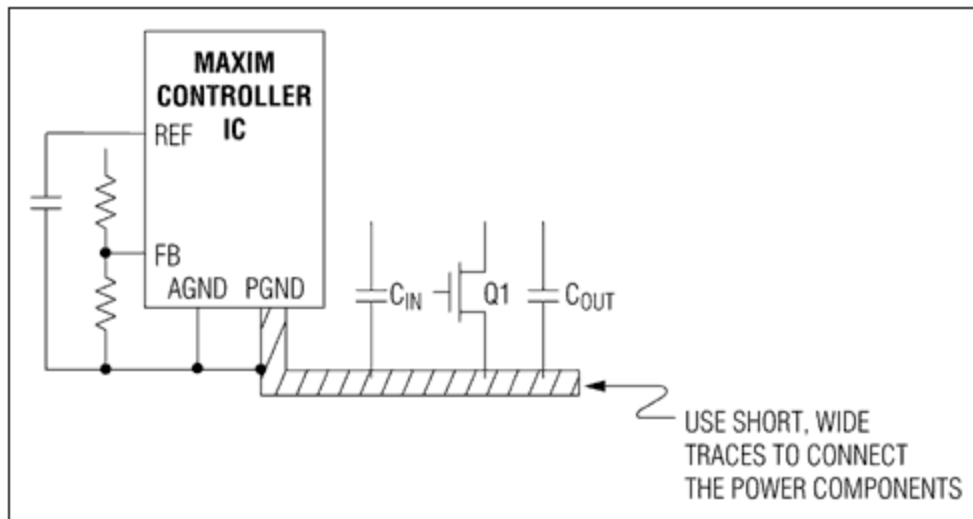 MAXIM
CONTROLLER
IC
REF
FB
AGND PGND
CIN
Q1
COUT
USE SHORT, WIDE
TRACES TO CONNECT
THE POWER COMPONENTS